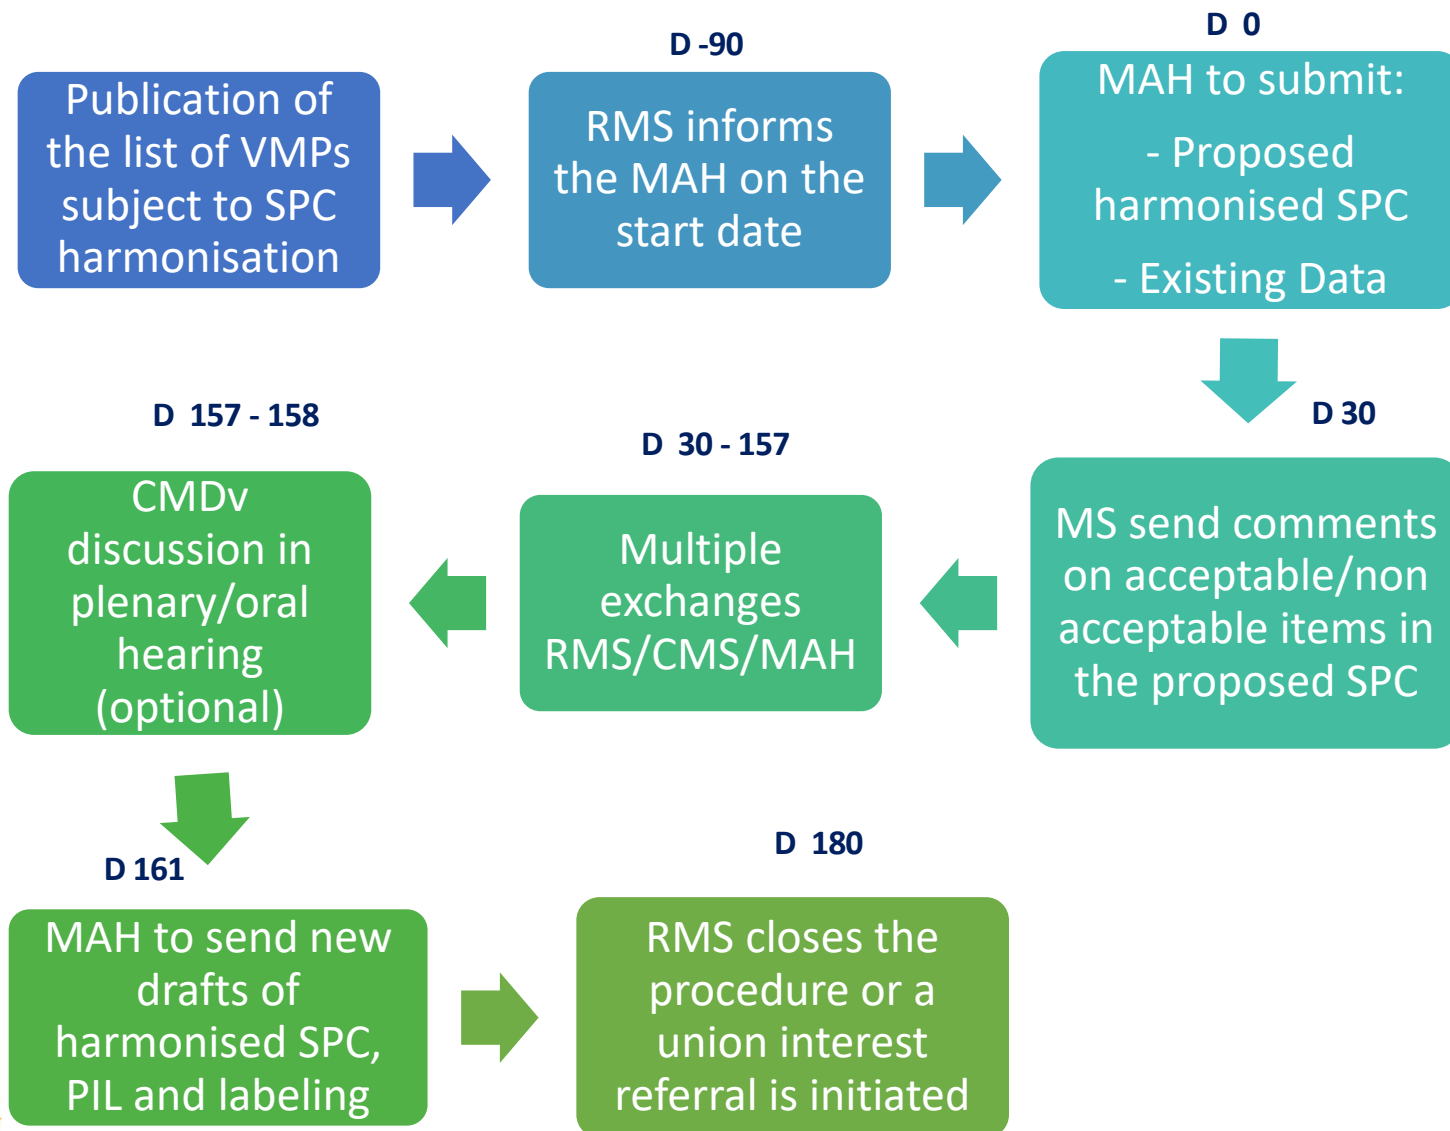 Publication of
the list of VMPs
subject to SPC
harmonisation
D -90
RMS informs
the MAH on the
start date
D 0
MAH to submit:
- Proposed
harmonised SPC
- Existing Data
D 30
MS send comments
on acceptable/non
acceptable items in
the proposed SPC
D 30 - 157
Multiple
exchanges
RMS/CMS/MAH
D 157 - 158
CMDv
discussion in
plenary/oral
hearing
(optional)
D 161
MAH to send new
drafts of
harmonised SPC,
PIL and labeling
D 180
RMS closes the
procedure or a
union interest
referral is initiated